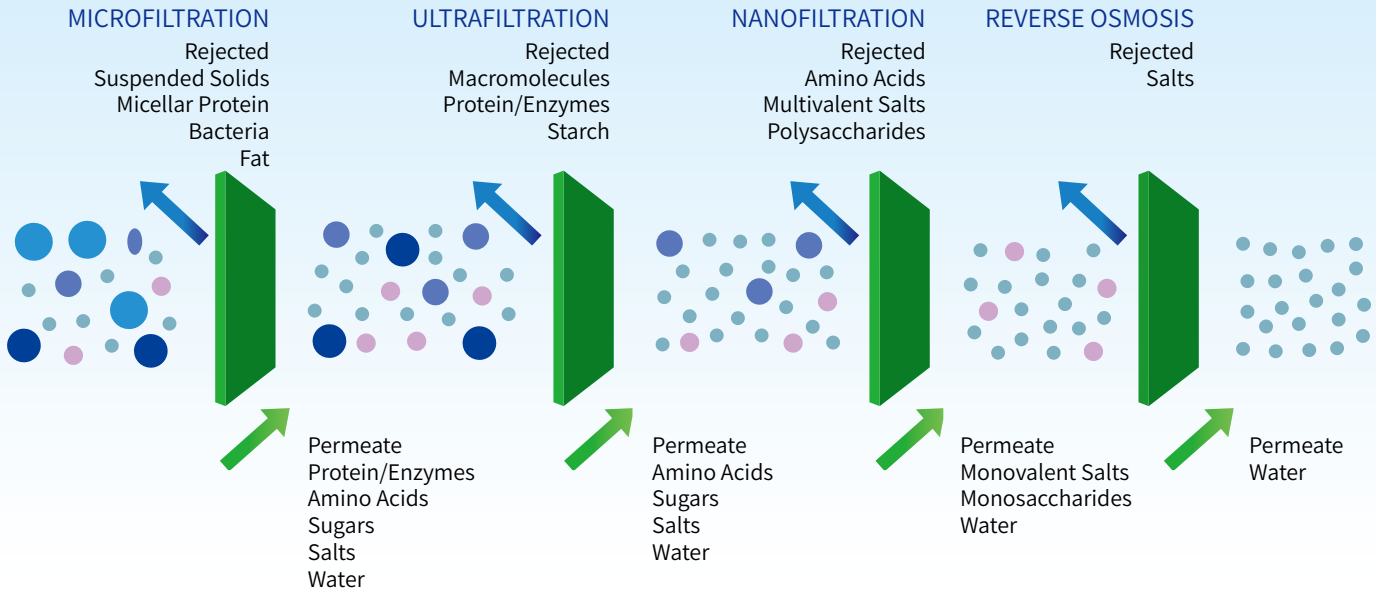 MICROFILTRATION
Rejected
Suspended Solids
Micellar Protein
Bacteria
Fat
ULTRAFILTRATION
Rejected
Macromolecules
Protein/Enzymes
Starch
NANOFILTRATION
Rejected
Amino Acids
Multivalent Salts
Polysaccharides
REVERSE OSMOSIS
Rejected
Salts
Permeate
Protein/Enzymes
Amino Acids
Sugars
Salts
Water
Permeate
Amino Acids
Sugars
Salts
Water
Permeate
Monovalent Salts
Monosaccharides
Water
Permeate
Water